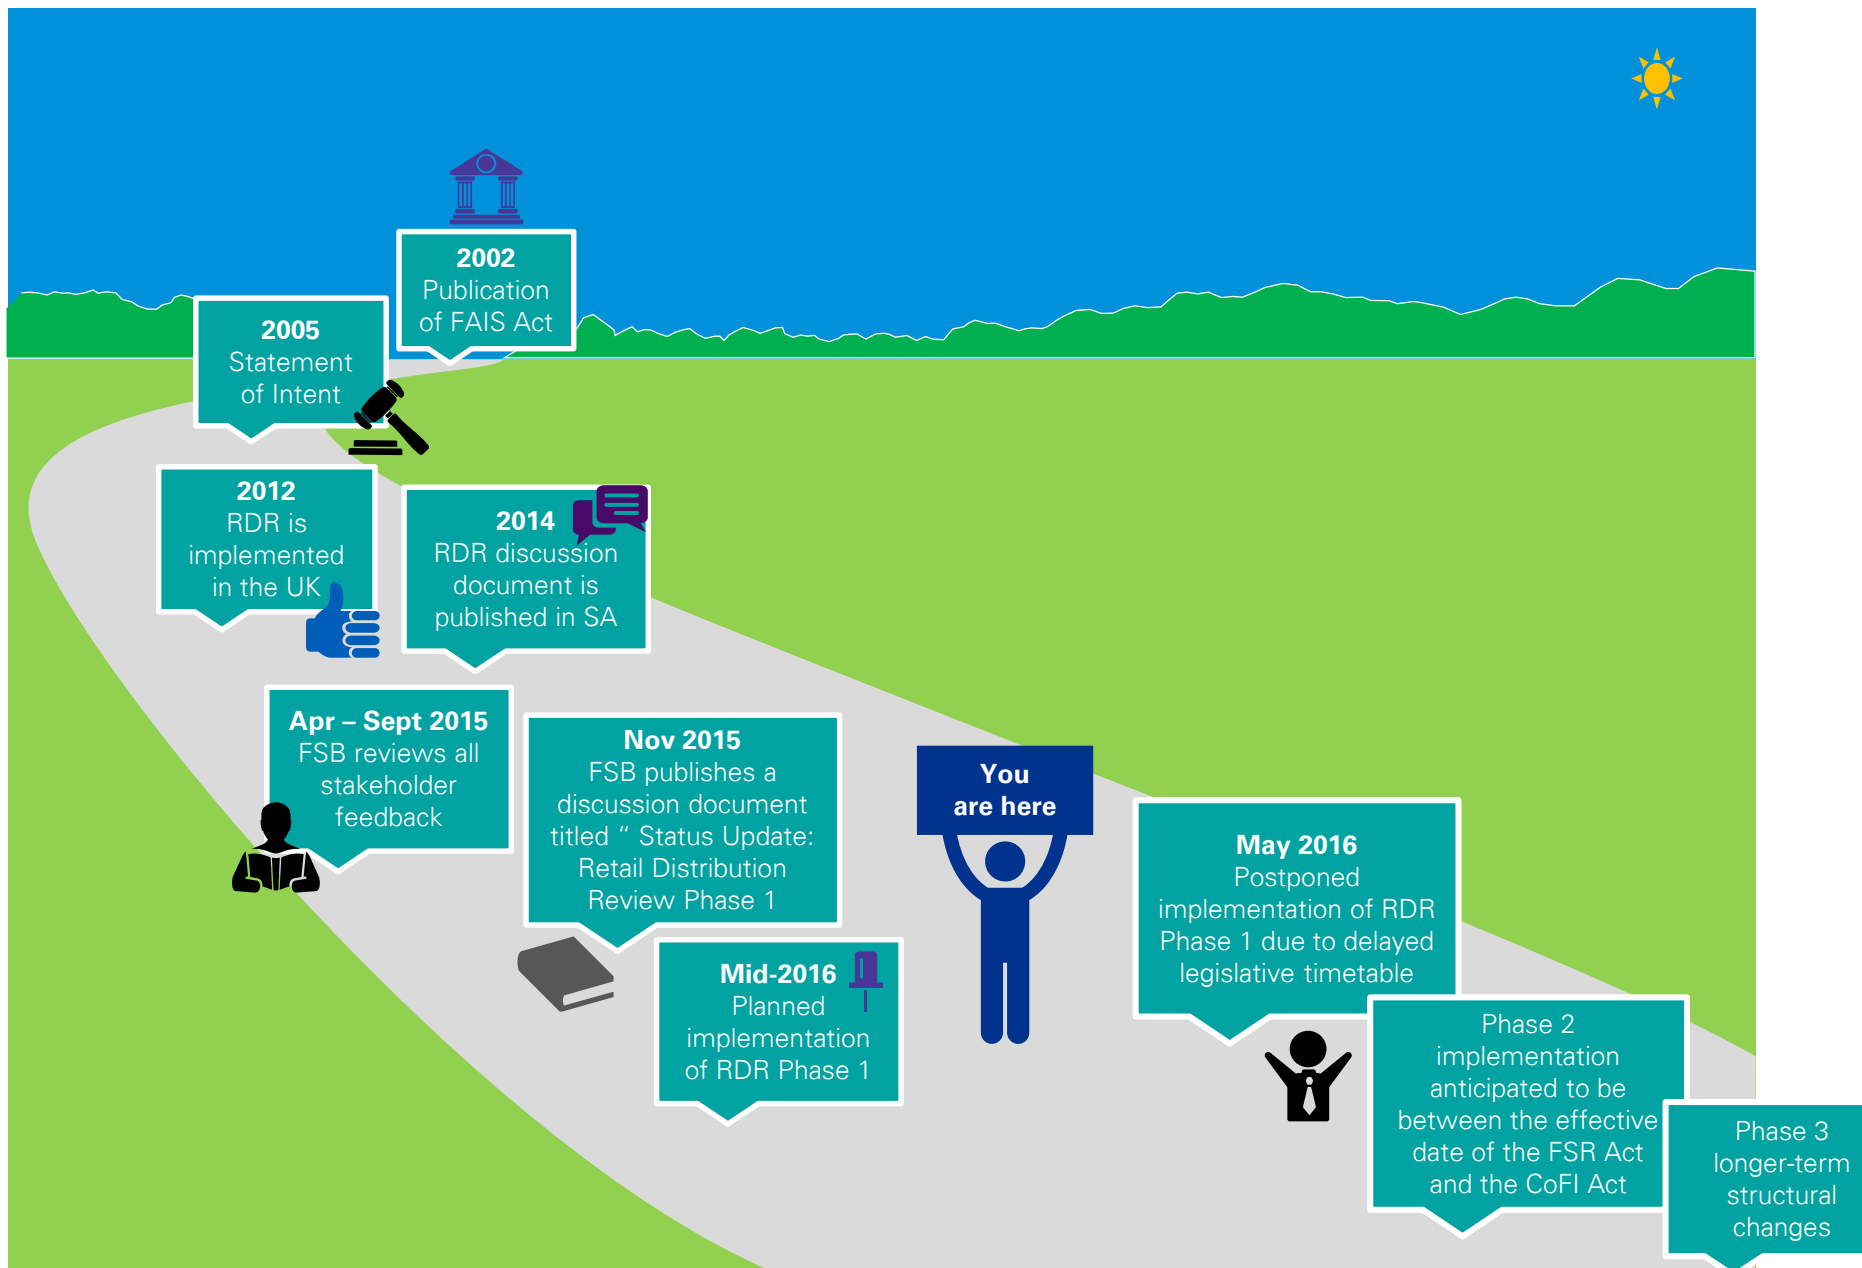 2002
Publication
of FAIS Act
2005
Statement
of Intent
2012
RDR is
implemented
in the UK
2014
RDR discussion
document is
published in SA
Apr – Sept 2015
FSB reviews all
stakeholder
feedback
Nov 2015
FSB publishes a
discussion document
titled “ Status Update:
Retail Distribution
Review Phase 1
Mid-2016
Planned
implementation
of RDR Phase 1
You
are here
May 2016
Postponed
implementation of RDR
Phase 1 due to delayed
legislative timetable
Phase 2
implementation
anticipated to be
between the effective
date of the FSR Act
and the CoFI Act
Phase 3
longer-term
structural
changes